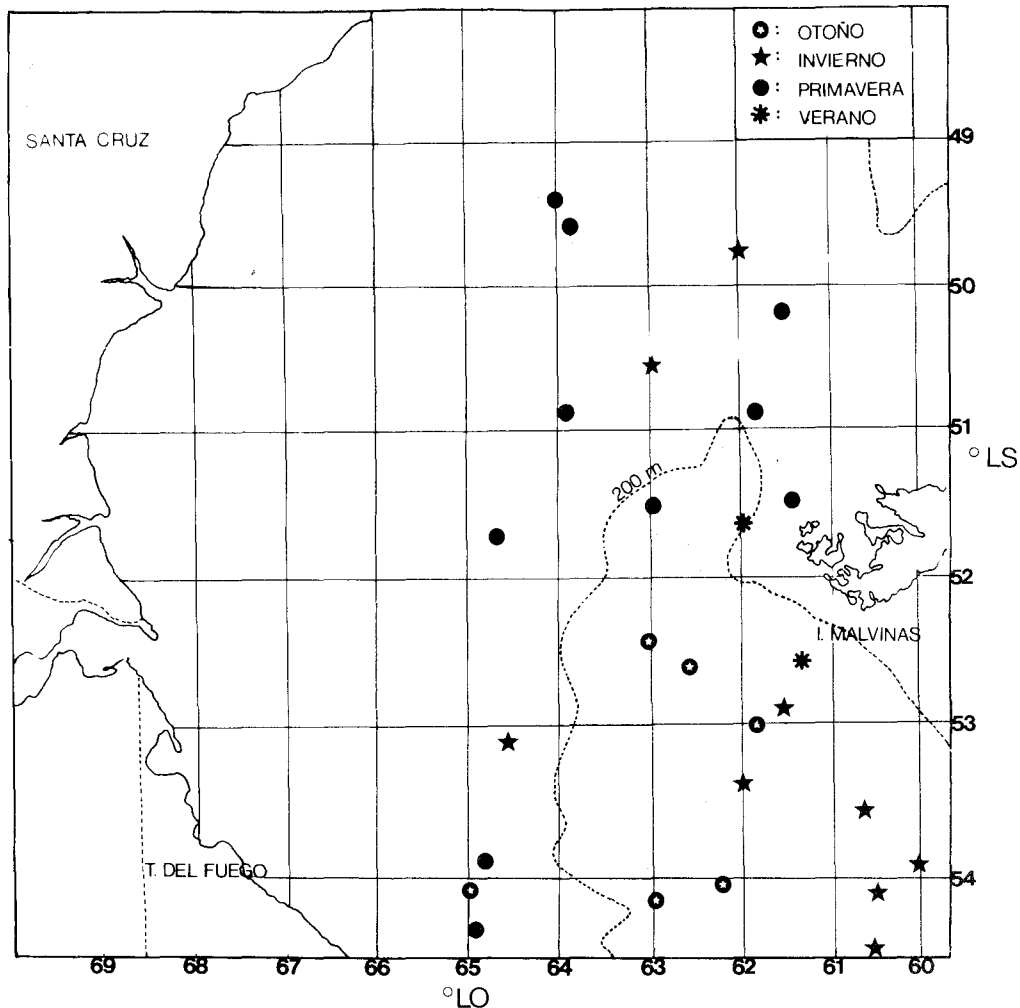 : OTOÑO
: INVIERNO
: PRIMAVERA
: VERANO
SANTA CRUZ
49
50
51
° LS
200 m
52
I. MALVINAS
53
T. DEL FUEGO
54
69 68 67 66 65 64 63 62 61 60
°LO